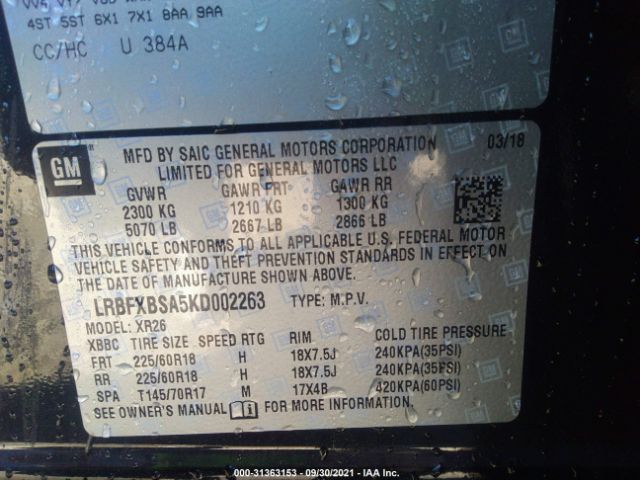 4ST 5ST 6X1 7X1 8AA 9AA
CC/HC U 384A
GM
MFD BY SAIC GENERAL MOTORS CORPORATION 03/18
LIMITED FOR GENERAL MOTORS LLC
GVWR GAWR FRT GAWR RR
2300 KG 1210 KG 1300 KG
5070 LB 2667 LB 2866 LB
THIS VEHICLE CONFORMS TO ALL APPLICABLE U.S. FEDERAL MOTOR
VEHICLE SAFETY AND THEFT PREVENTION STANDARDS IN EFFECT ON
THE DATE OF MANUFACTURE SHOWN ABOVE.
LRBFXBSA5KD002263 TYPE: M.P.V.
MODEL: XR26
XBBC TIRE SIZE SPEED RTG RIM COLD TIRE PRESSURE
FRT 225/60R18 H 18X7.5J 240KPA(35PSI)
RR 225/60R18 H 18X7.5J 240KPA(35PSI)
SPA T145/70R17 M 17X4B 420KPA(60PSI)
SEE OWNER'S MANUAL FOR MORE INFORMATION.
000-31363153 - 09/30/2021 - IAA Inc.